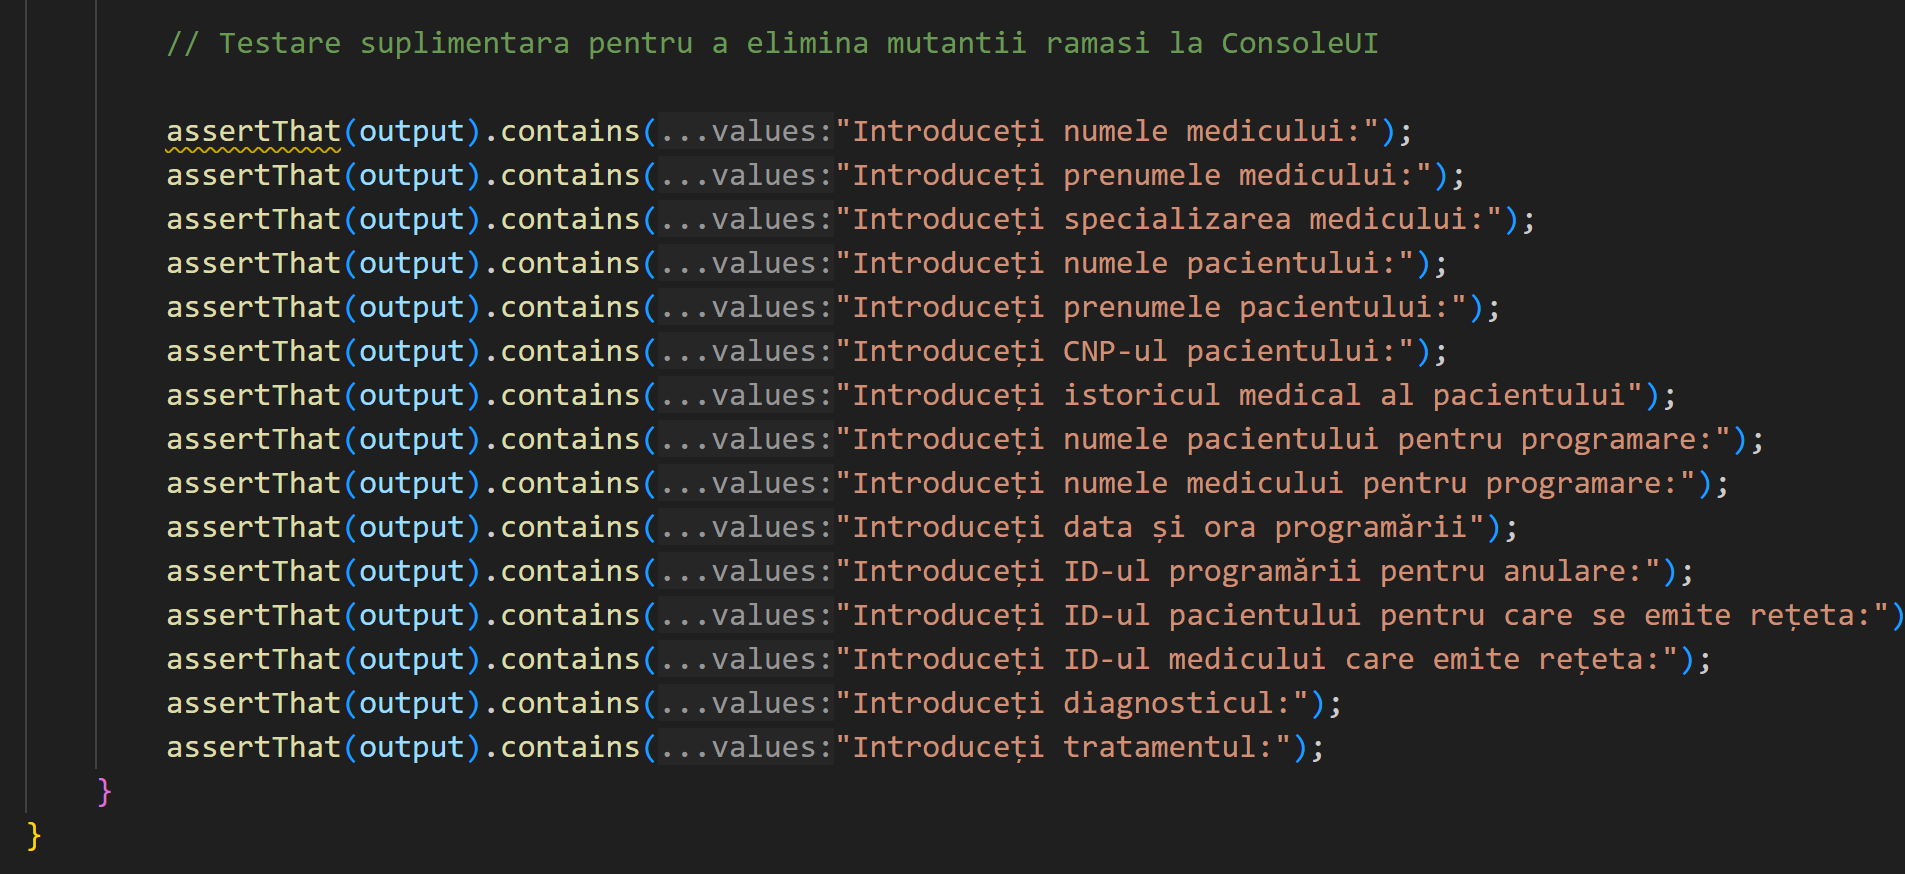 // Testare suplimentara pentru a elimina mutantii ramasi la ConsoleUI
assertThat(output).contains(...values:"Introduceți numele medicului:");
assertThat(output).contains(...values:"Introduceți prenumele medicului:");
assertThat(output).contains(...values:"Introduceți specializarea medicului:");
assertThat(output).contains(...values:"Introduceți numele pacientului:");
assertThat(output).contains(...values:"Introduceți prenumele pacientului:");
assertThat(output).contains(...values:"Introduceți CNP-ul pacientului:");
assertThat(output).contains(...values:"Introduceți istoricul medical al pacientului");
assertThat(output).contains(...values:"Introduceți numele pacientului pentru programare:");
assertThat(output).contains(...values:"Introduceți numele medicului pentru programare:");
assertThat(output).contains(...values:"Introduceți data și ora programării");
assertThat(output).contains(...values:"Introduceți ID-ul programării pentru anulare:");
assertThat(output).contains(...values:"Introduceți ID-ul pacientului pentru care se emite rețeta:")
assertThat(output).contains(...values:"Introduceți ID-ul medicului care emite rețeta:");
assertThat(output).contains(...values:"Introduceți diagnosticul:");
assertThat(output).contains(...values:"Introduceți tratamentul:");
}
}